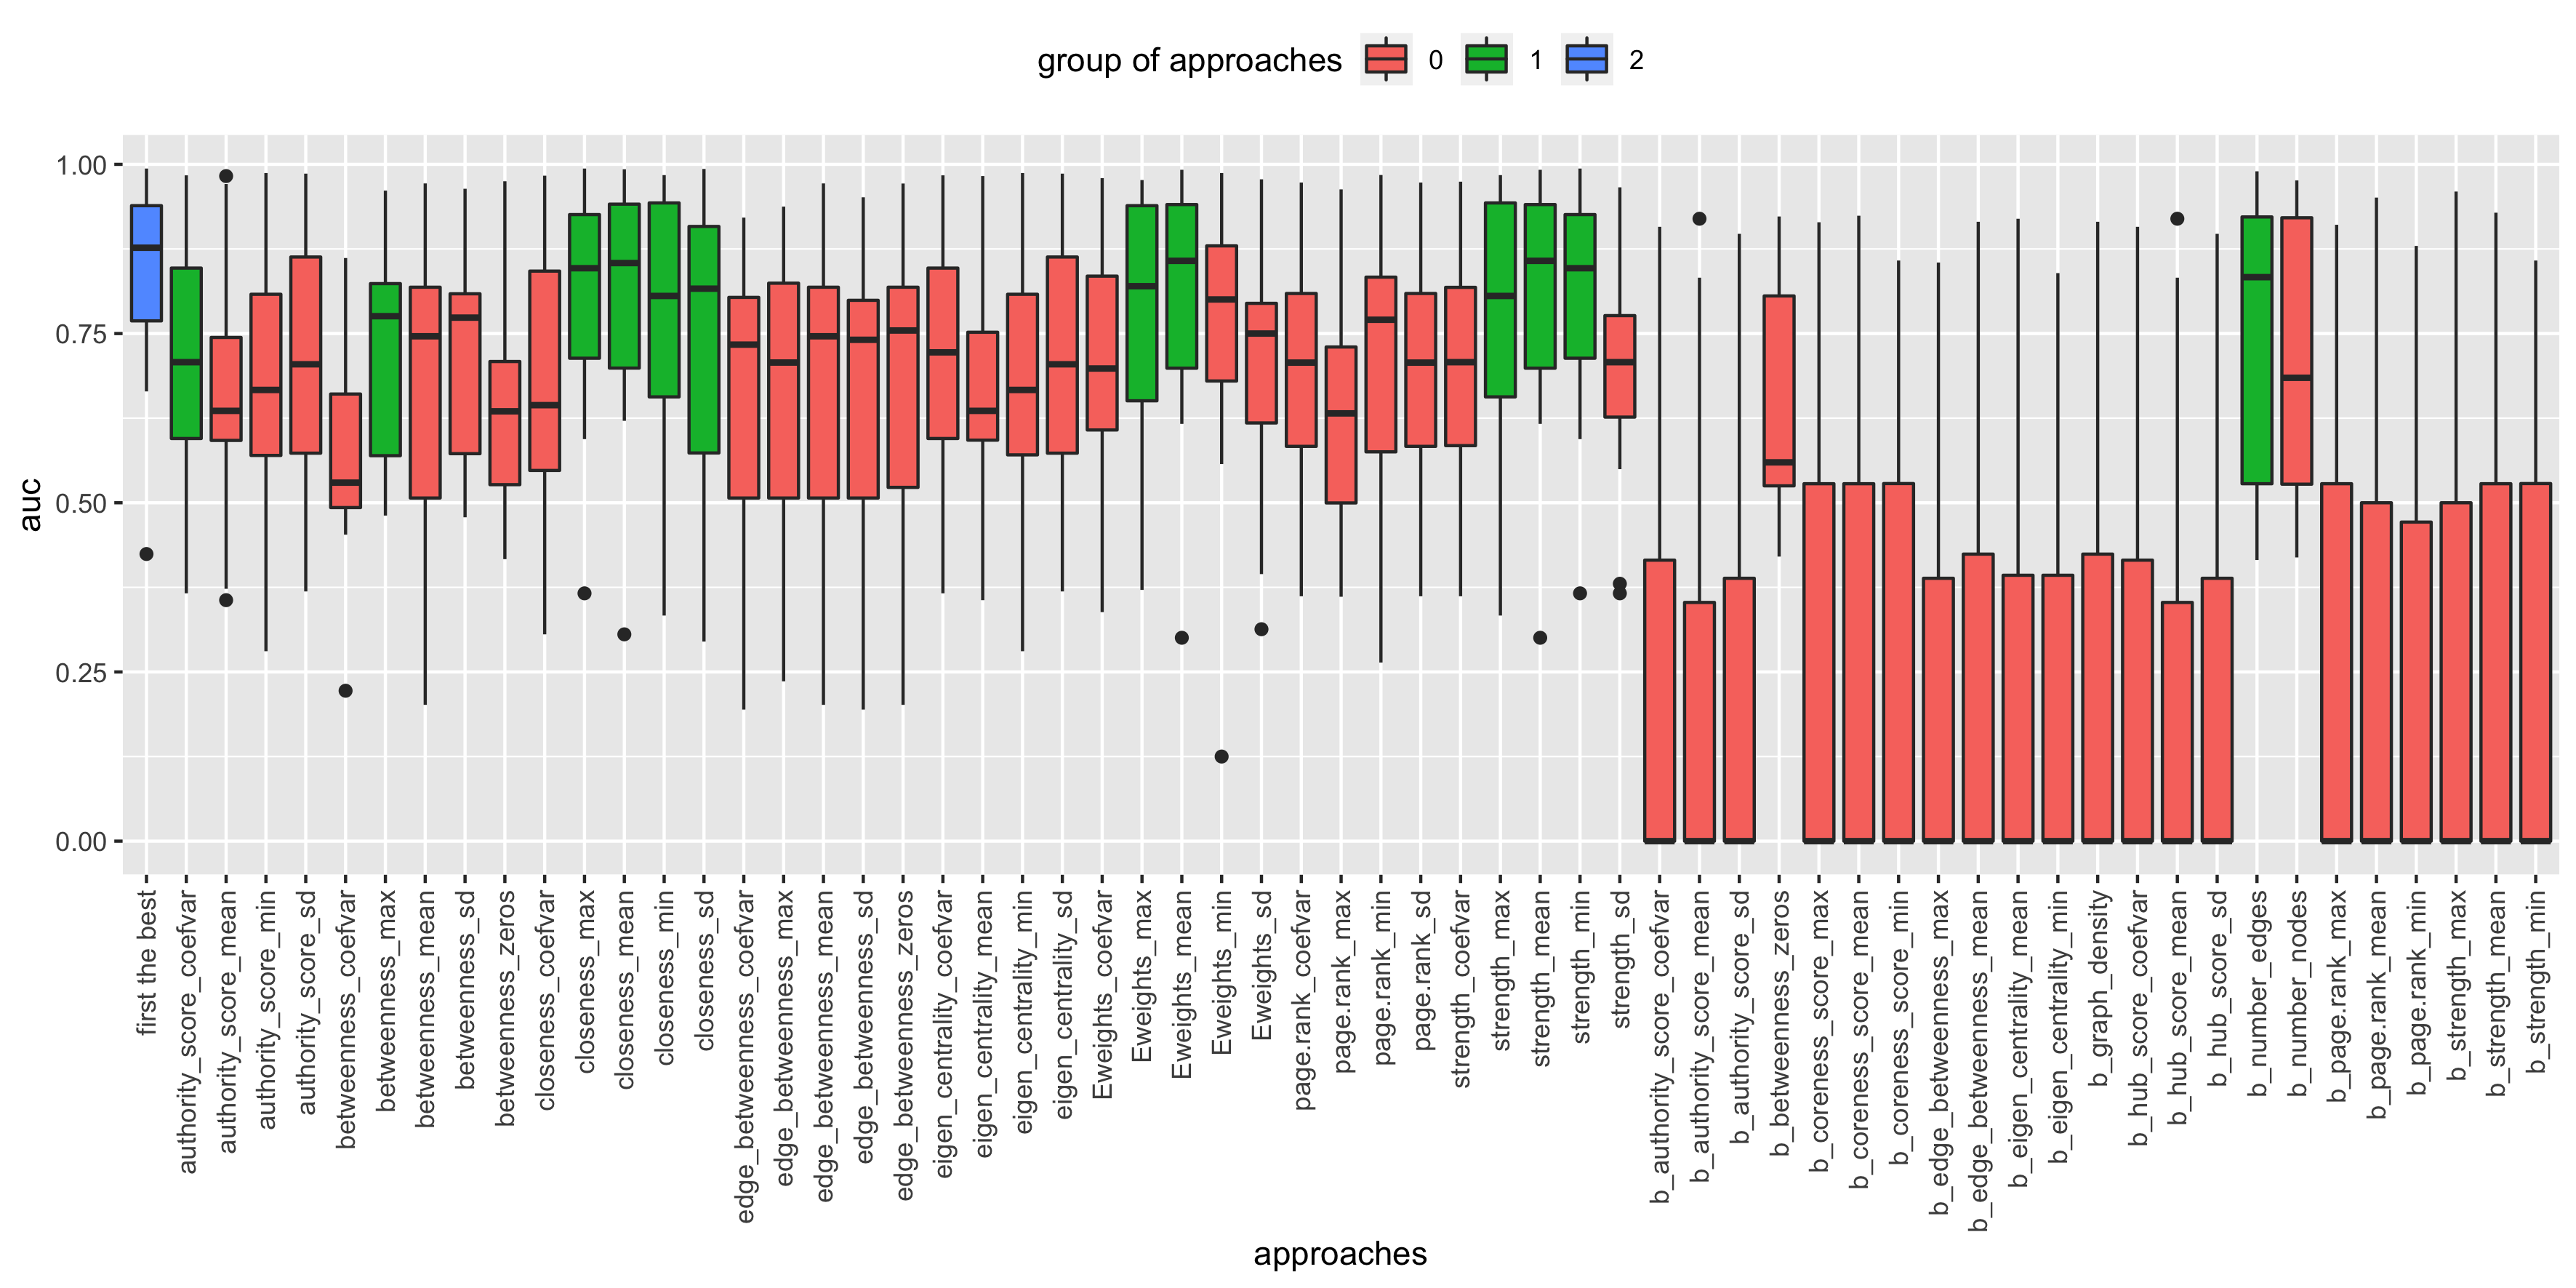 group of approaches 0 1 2
auc
1.00
0.75
0.50
0.25
0.00
first the best
authority_score_coefvar
authority_score_mean
authority_score_min
authority_score_sd
betweenness_coefvar
betweenness_max
betweenness_mean
betweenness_sd
betweenness_zeros
closeness_coefvar
closeness_max
closeness_mean
closeness_min
closeness_sd
edge_betweenness_coefvar
edge_betweenness_max
edge_betweenness_mean
edge_betweenness_sd
edge_betweenness_zeros
eigen_centrality_coefvar
eigen_centrality_mean
eigen_centrality_min
eigen_centrality_sd
Eweights_coefvar
Eweights_max
Eweights_mean
Eweights_min
Eweights_sd
page.rank_coefvar
page.rank_max
page.rank_min
page.rank_sd
strength_coefvar
strength_max
strength_mean
strength_min
strength_sd
b_authority_score_coefvar
b_authority_score_mean
b_authority_score_sd
b_betweenness_zeros
b_coreness_score_max
b_coreness_score_mean
b_coreness_score_min
b_edge_betweenness_max
b_edge_betweenness_mean
b_eigen_centrality_mean
b_eigen_centrality_min
b_graph_density
b_hub_score_coefvar
b_hub_score_mean
b_hub_score_sd
b_number_edges
b_number_nodes
b_page.rank_max
b_page.rank_mean
b_page.rank_min
b_strength_max
b_strength_mean
b_strength_min
approaches